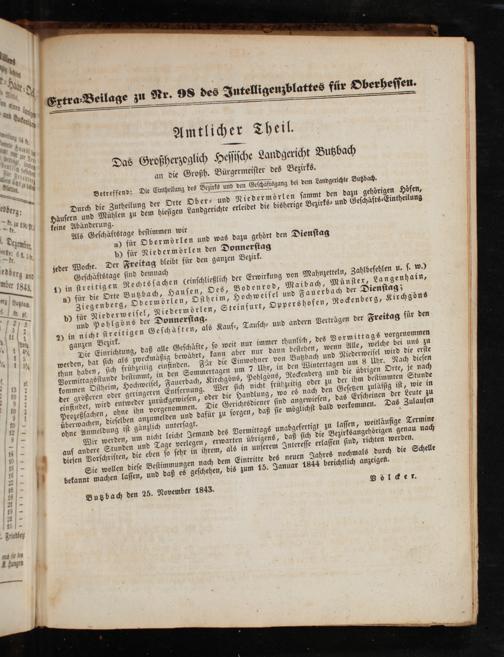 Extra-Beilage zu Nr. 98 des Intelligenzblattes für Oberhessen.
Amtlicher Theil.
Das Großherzoglich Hessische Landgericht Butzbach
an die Großh. Bürgermeister des Bezirks.
Betreffend: Die Eintheilung des Bezirks und den Geschäftsgang bei dem Landgerichte Butzbach.
Durch die Zutheilung der Orte Ober- und Niedermörlen sammt den dazu gehörigen Höfen,
Häusern und Mühlen zu dem hiesigen Landgerichte erleidet die bisherige Bezirks- und Geschäfts-Eintheilung
keine Abänderung.
Als Geschäftstage bestimmen wir
a) für Obermörlen und was dazu gehört den Dienstag
b) für Niedermörlen den Donnerstag
jeder Woche. Der Freitag bleibt für den ganzen Bezirk.
Geschäftstage sind demnach
1) in streitigen Rechtssachen (einschließlich der Erwirkung von Mahnzetteln, Zahlbefehlen u. s. w.)
a) für die Orte Butzbach, Hausen, Oes, Bodenrod, Maibach, Münster, Langenhain,
Ziegenberg, Obermörlen, Ostheim, Hochweisel und Fauerbach der Dienstag;
b) für Niederweisel, Niedermörlen, Steinfurt, Oppershofen, Rockenberg, Kirchgöns
und Pohlgöns der Donnerstag.
2) in nicht streitigen Geschäften, als Kauf-, Tausch- und andern Verträgen der Freitag für den
ganzen Bezirk.
Die Einrichtung, daß alle Geschäfte, so weit nur immer thunlich, des Vormittags vorgenommen
werden, hat sich als zweckmäßig bewährt, kann aber nur dann bestehen, wenn Alle, welche bei uns zu
thun haben, sich frühzeitig einfinden. Für die Einwohner von Butzbach und Niederweisel wird die erste
Vormittagsstunde bestimmt, in den Sommertagen um 7 Uhr, in den Wintertagen um 8 Uhr. Nach diesen
kommen Ostheim, Hochweisel, Fauerbach, Kirchgöns, Pohlgöns, Rockenberg und die übrigen Orte, je nach
der größeren oder geringeren Entfernung. Wer sich nicht frühzeitig oder zu der ihm bestimmten Stunde
einfindet, wird entweder zurückgewiesen, oder die Handlung, wo es nach den Gesetzen zulässig ist, wie in
Prozeßsachen, ohne ihn vorgenommen. Die Gerichtsdiener sind angewiesen, das Erscheinen der Leute zu
überwachen, dieselben anzumelden und dafür zu sorgen, daß sie möglichst bald vorkommen. Das Zulaufen
ohne Anmeldung ist gänzlich untersagt.
Wir werden, um nicht leicht Jemand des Vormittags unabgefertigt zu lassen, weitläufige Termine
auf andere Stunden und Tage verlegen, erwarten übrigens, daß sich die Bezirksangehörigen genau nach
diesen Vorschriften, die eben so sehr in ihrem, als in unserem Interesse erlassen sind, richten werden.
Sie wollen diese Bestimmungen nach dem Eintritte des neuen Jahres nochmals durch die Schelle
bekannt machen lassen, und daß es geschehen, bis zum 15. Januar 1844 berichtlich anzeigen.
Butzbach den 25. November 1843.
Völcker.